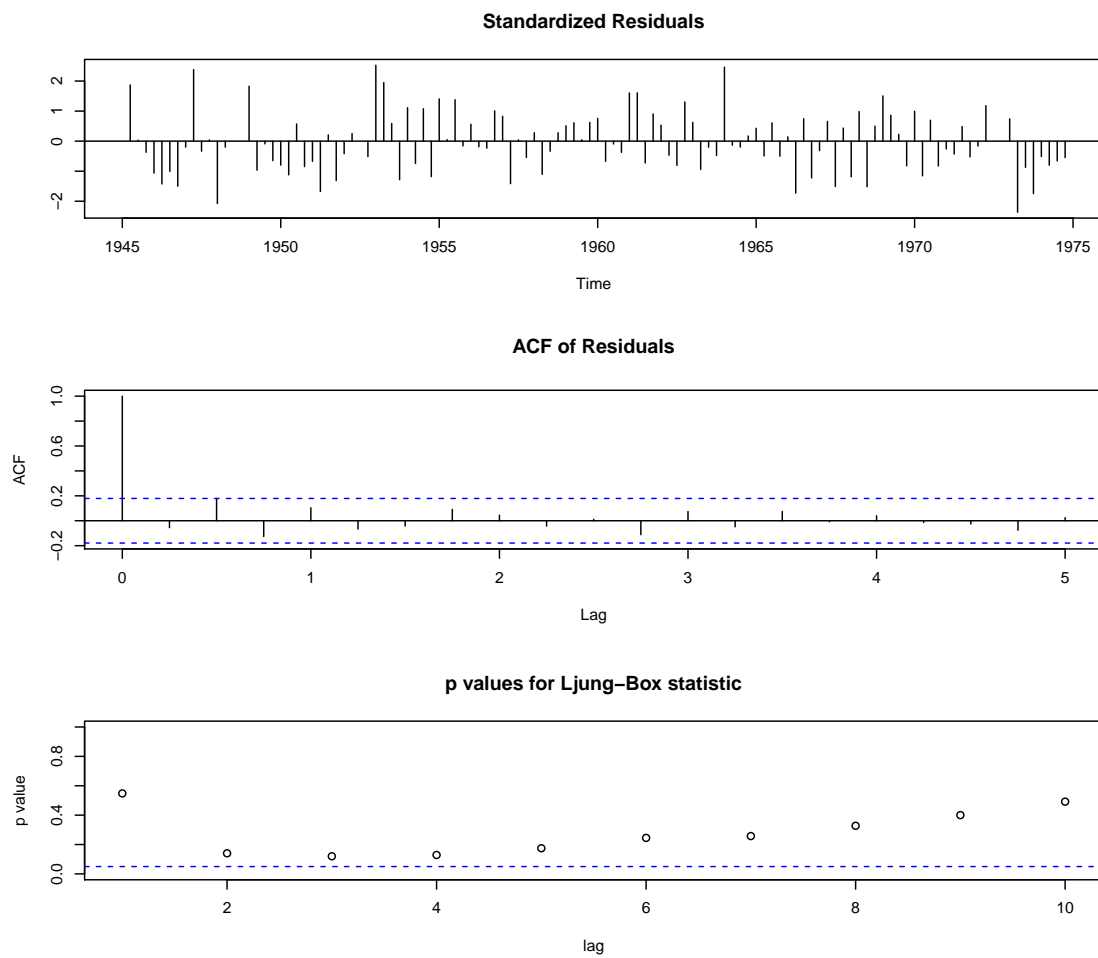 Standardized Residuals
−2 0 1 2
1945 1950 1955 1960 1965 1970 1975
Time
ACF of Residuals
ACF
−0.2 0.2 0.6 1.0
0 1 2 3 4 5
Lag
p values for Ljung−Box statistic
p value
0.0 0.4 0.8
2 4 6 8 10
lag